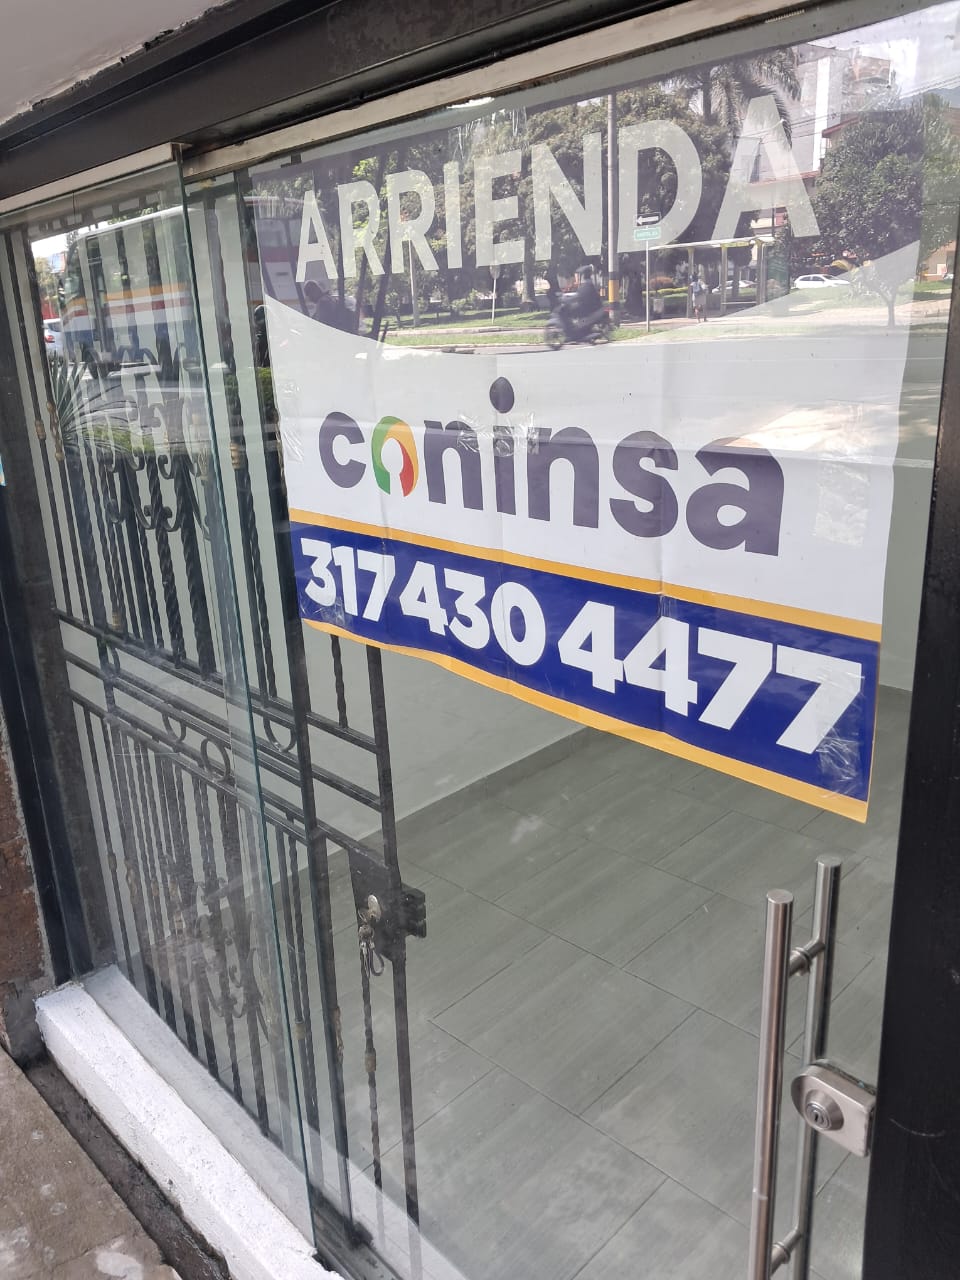 ARRIENDA
coninsa
317 430 4477